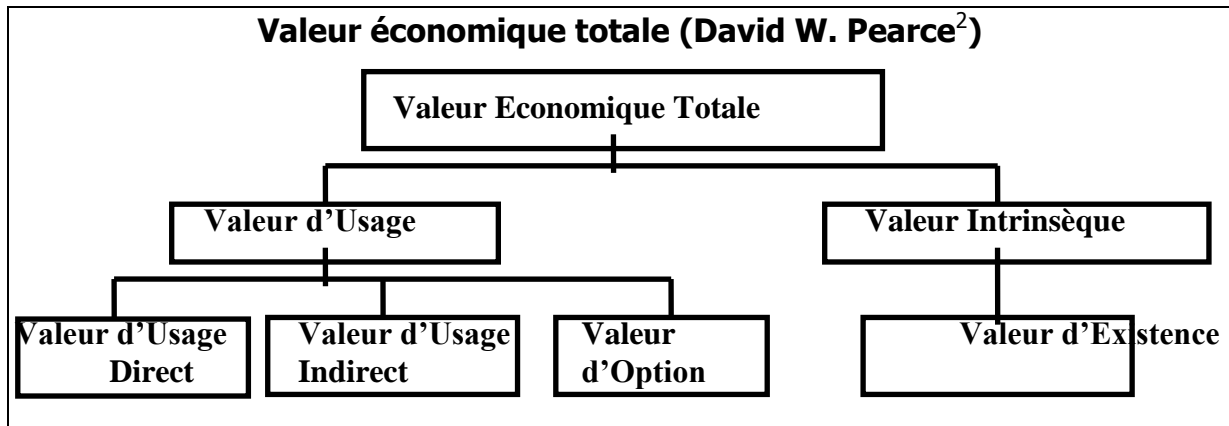 Valeur économique totale (David W. Pearce²)
Valeur Economique Totale
Valeur d’Usage
Valeur Intrinsèque
Valeur d’Usage
Direct
Valeur d’Usage
Indirect
Valeur
d’Option
Valeur d’Existence